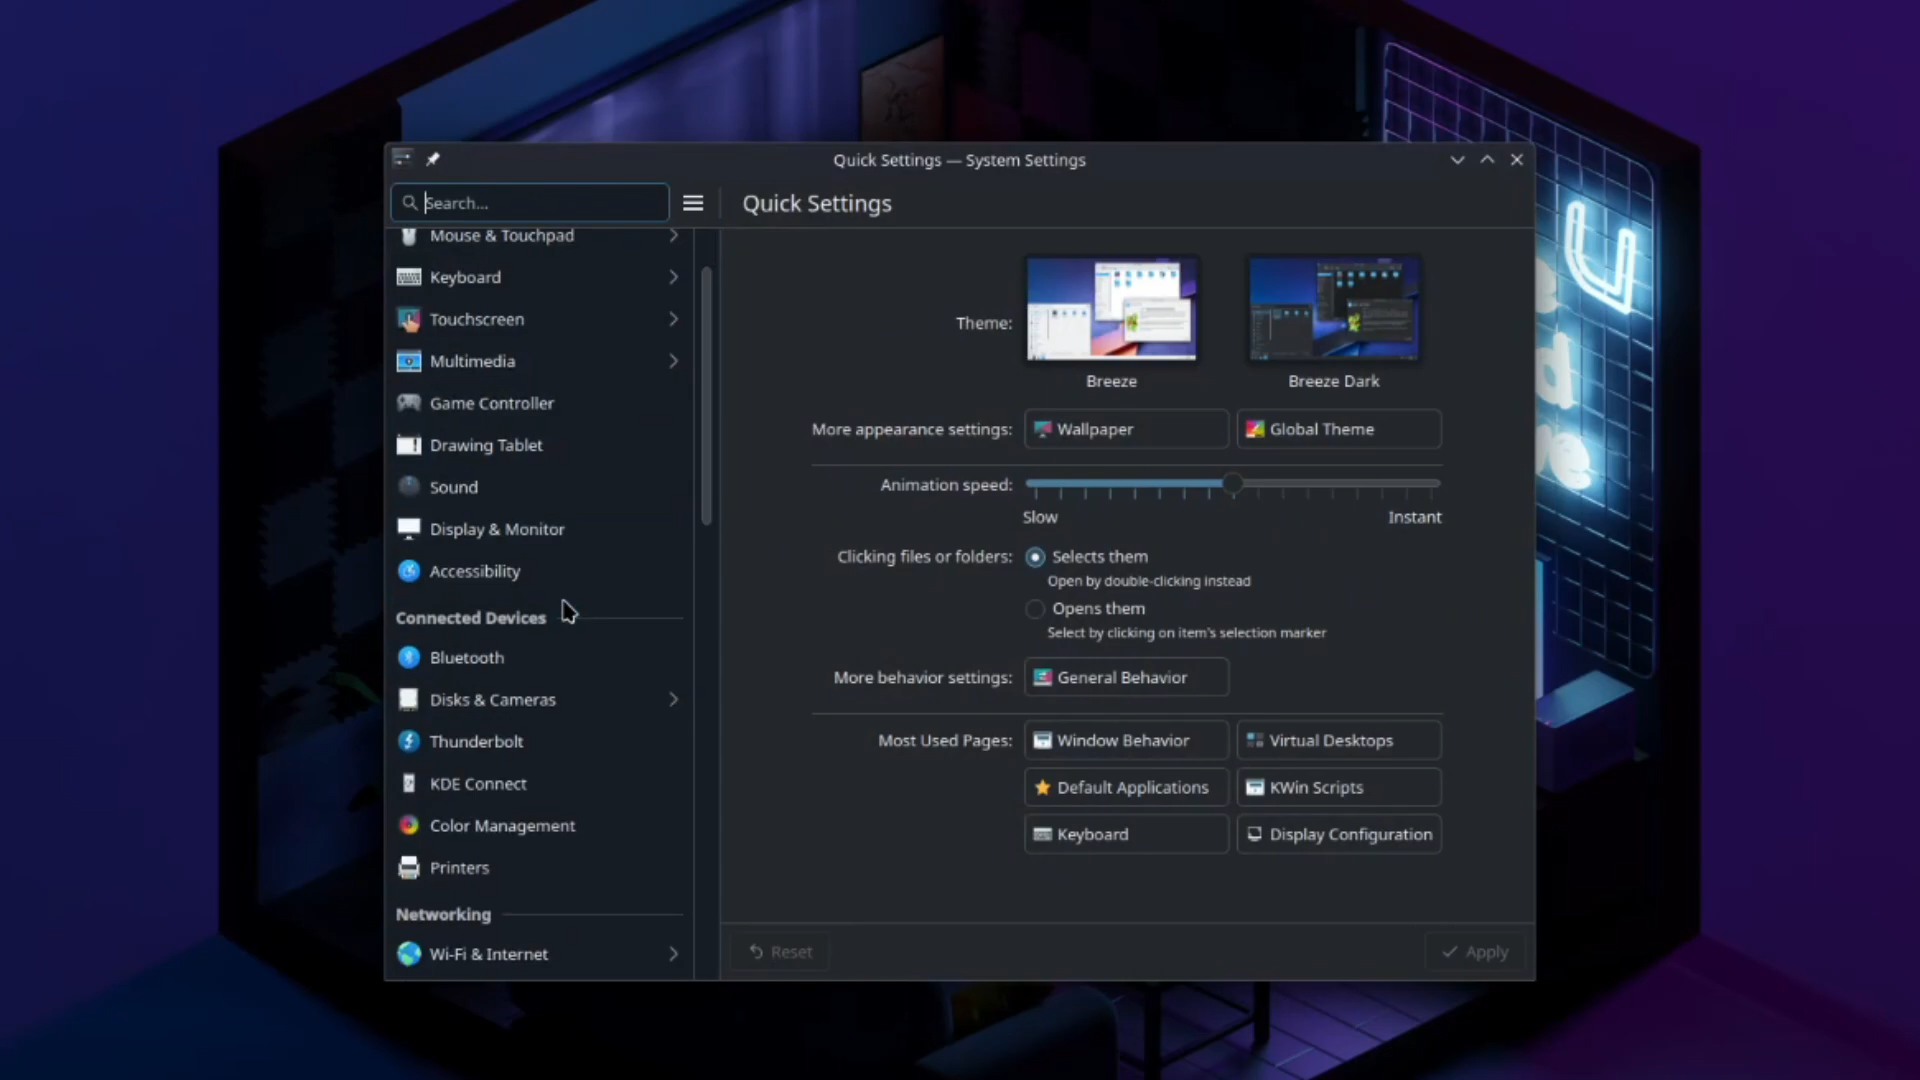 Quick Settings — System Settings
Search...
Quick Settings
Mouse & Touchpad
Keyboard
Touchscreen
Multimedia
Game Controller
Drawing Tablet
Sound
Display & Monitor
Accessibility
Connected Devices
Bluetooth
Disks & Cameras
Thunderbolt
KDE Connect
Color Management
Printers
Networking
Wi-Fi & Internet
Theme:
Breeze
Breeze Dark
More appearance settings:
Wallpaper
Global Theme
Animation speed:
Slow
Instant
Clicking files or folders:
Selects them
Open by double-clicking instead
Opens them
Select by clicking on item's selection marker
More behavior settings:
General Behavior
Most Used Pages:
Window Behavior
Virtual Desktops
Default Applications
KWin Scripts
Keyboard
Display Configuration
Reset
Apply